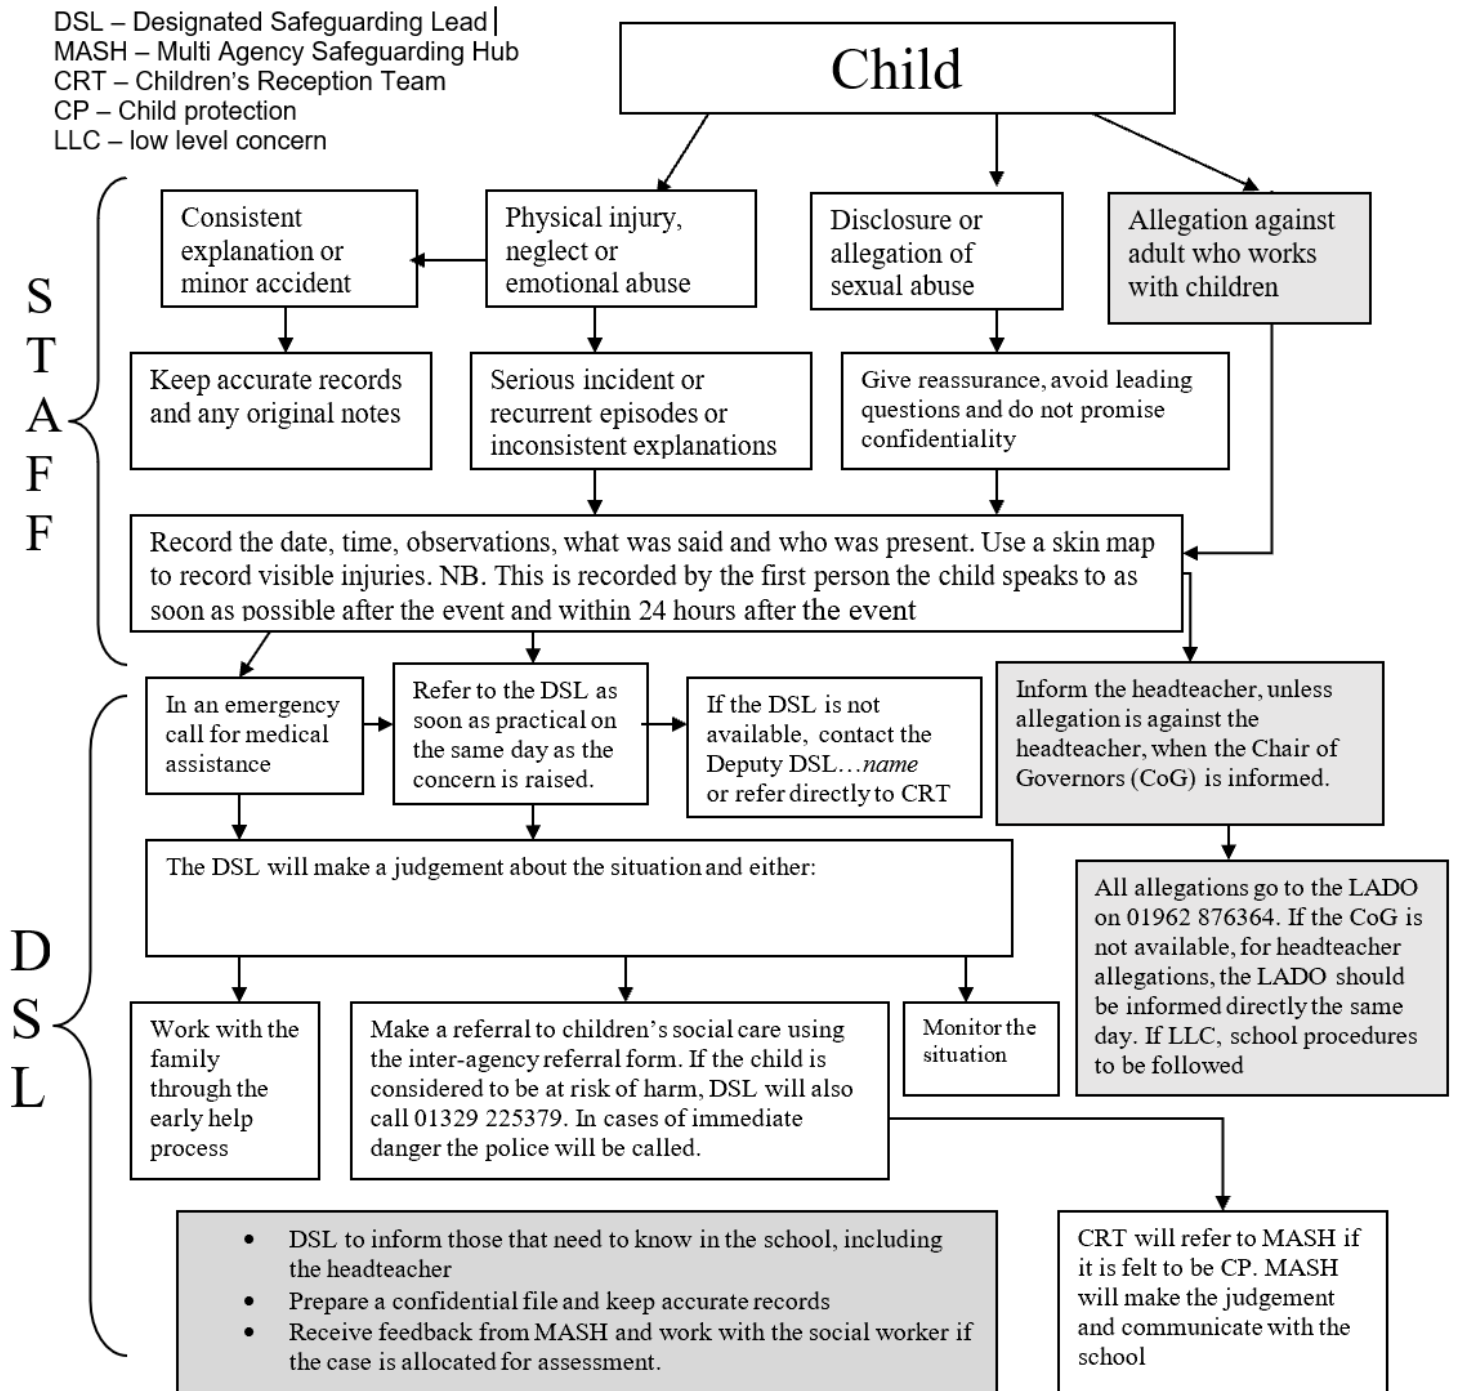 DSL – Designated Safeguarding Lead
MASH – Multi Agency Safeguarding Hub
CRT – Children's Reception Team
CP – Child protection
LLC – low level concern
Child
S
T
A
F
F
Consistent
explanation or
minor accident
Physical injury,
neglect or
emotional abuse
Disclosure or
allegation of
sexual abuse
Allegation against
adult who works
with children
Keep accurate records
and any original notes
Serious incident or
recurrent episodes or
inconsistent explanations
Give reassurance, avoid leading
questions and do not promise
confidentiality
Record the date, time, observations, what was said and who was present. Use a skin map
to record visible injuries. NB. This is recorded by the first person the child speaks to as
soon as possible after the event and within 24 hours after the event
D
S
L
In an emergency
call for medical
assistance
Refer to the DSL as
soon as practical on
the same day as the
concern is raised.
If the DSL is not
available, contact the
Deputy DSL…name
or refer directly to CRT
Inform the headteacher, unless
allegation is against the
headteacher, when the Chair of
Governors (CoG) is informed.
The DSL will make a judgement about the situation and either:
All allegations go to the LADO
on 01962 876364. If the CoG is
not available, for headteacher
allegations, the LADO should
be informed directly the same
day. If LLC, school procedures
to be followed
Work with the
family
through the
early help
process
Make a referral to children's social care using
the inter-agency referral form. If the child is
considered to be at risk of harm, DSL will also
call 01329 225379. In cases of immediate
danger the police will be called.
Monitor the
situation
• DSL to inform those that need to know in the school, including
the headteacher
• Prepare a confidential file and keep accurate records
• Receive feedback from MASH and work with the social worker if
the case is allocated for assessment.
CRT will refer to MASH if
it is felt to be CP. MASH
will make the judgement
and communicate with the
school